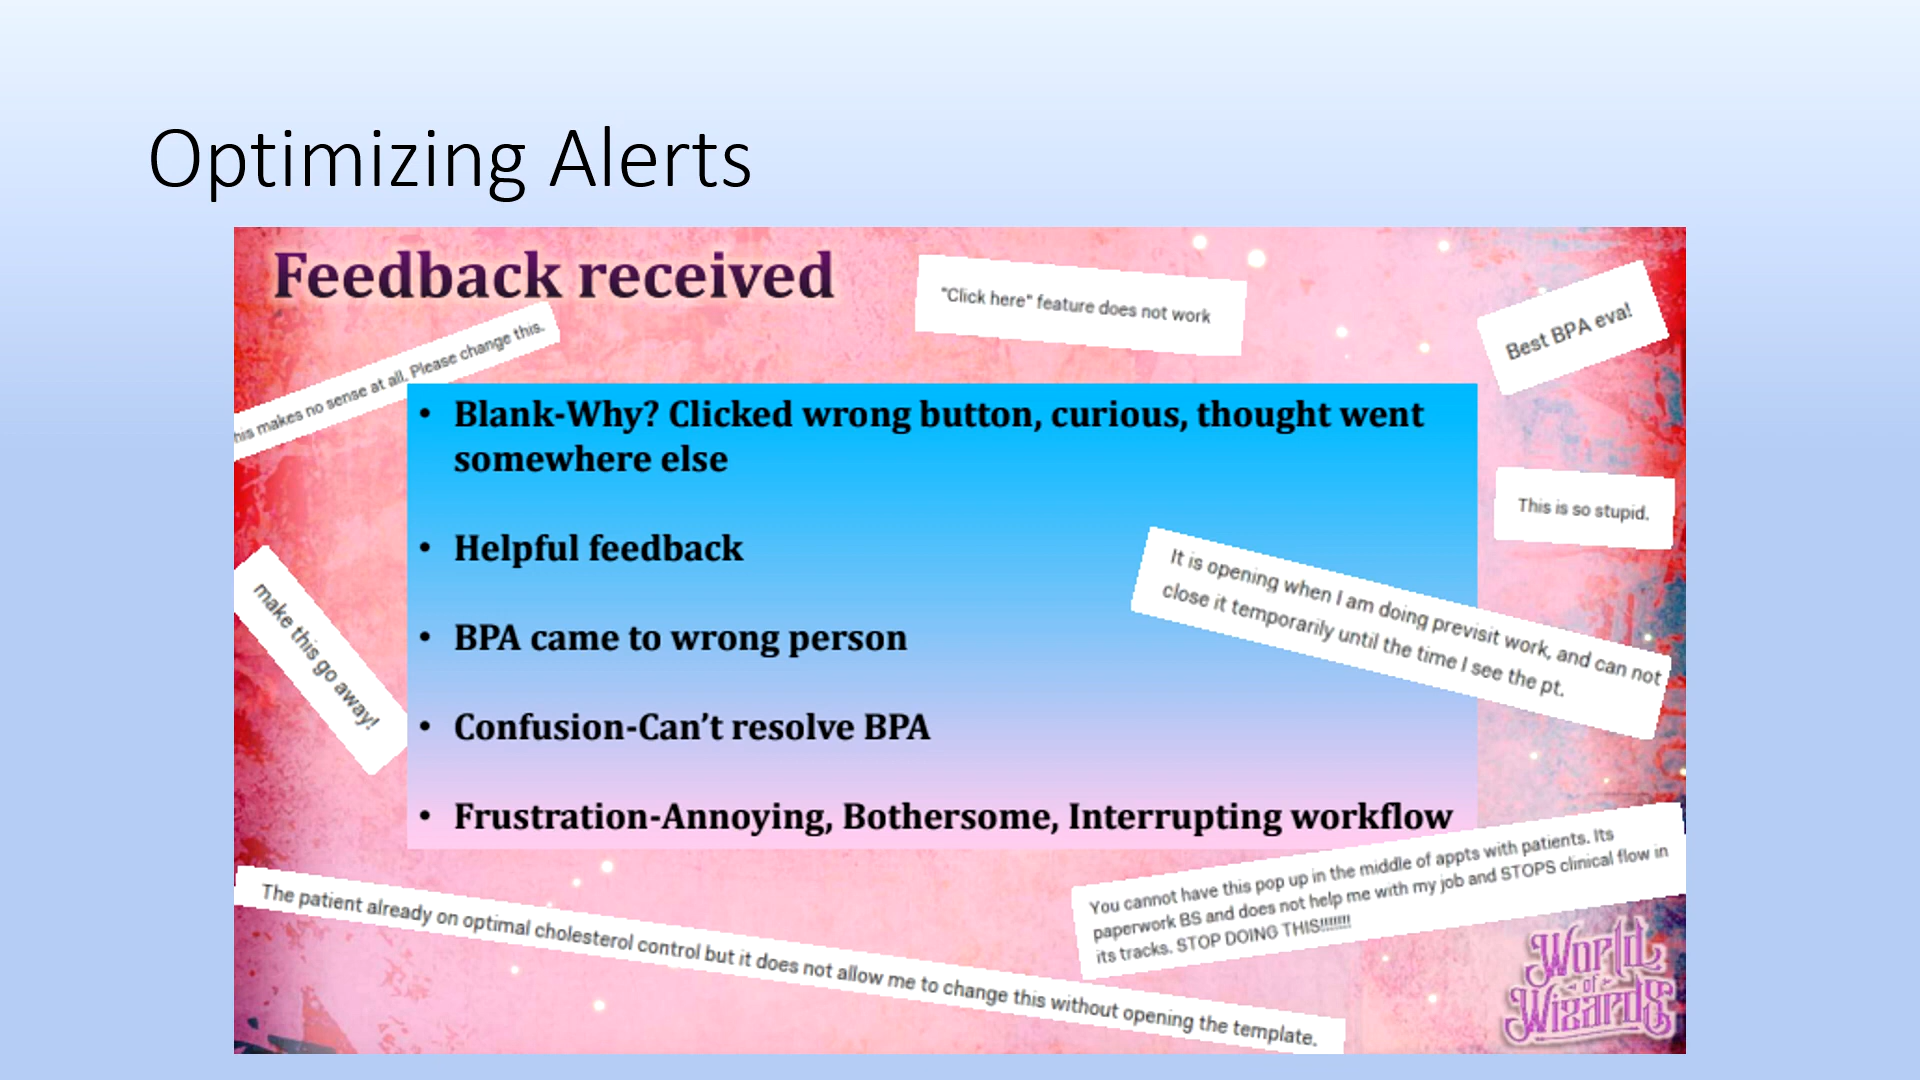 Optimizing Alerts
Feedback received
"Click here" feature does not work
Best BPA eva!
his makes no sense at all. Please change this.
• Blank-Why? Clicked wrong button, curious, thought went
somewhere else
This is so stupid.
• Helpful feedback
It is opening when I am doing previsit work, and can not
close it temporarily until the time I see the pt.
make this go away!
• BPA came to wrong person
• Confusion-Can't resolve BPA
• Frustration-Annoying, Bothersome, Interrupting workflow
You cannot have this pop up in the middle of appts with patients. Its
paperwork BS and does not help me with my job and STOPS clinical flow in
its tracks. STOP DOING THIS!!!!!!!
The patient already on optimal cholesterol control but it does not allow me to change this without opening the template.
World
of
Wizards